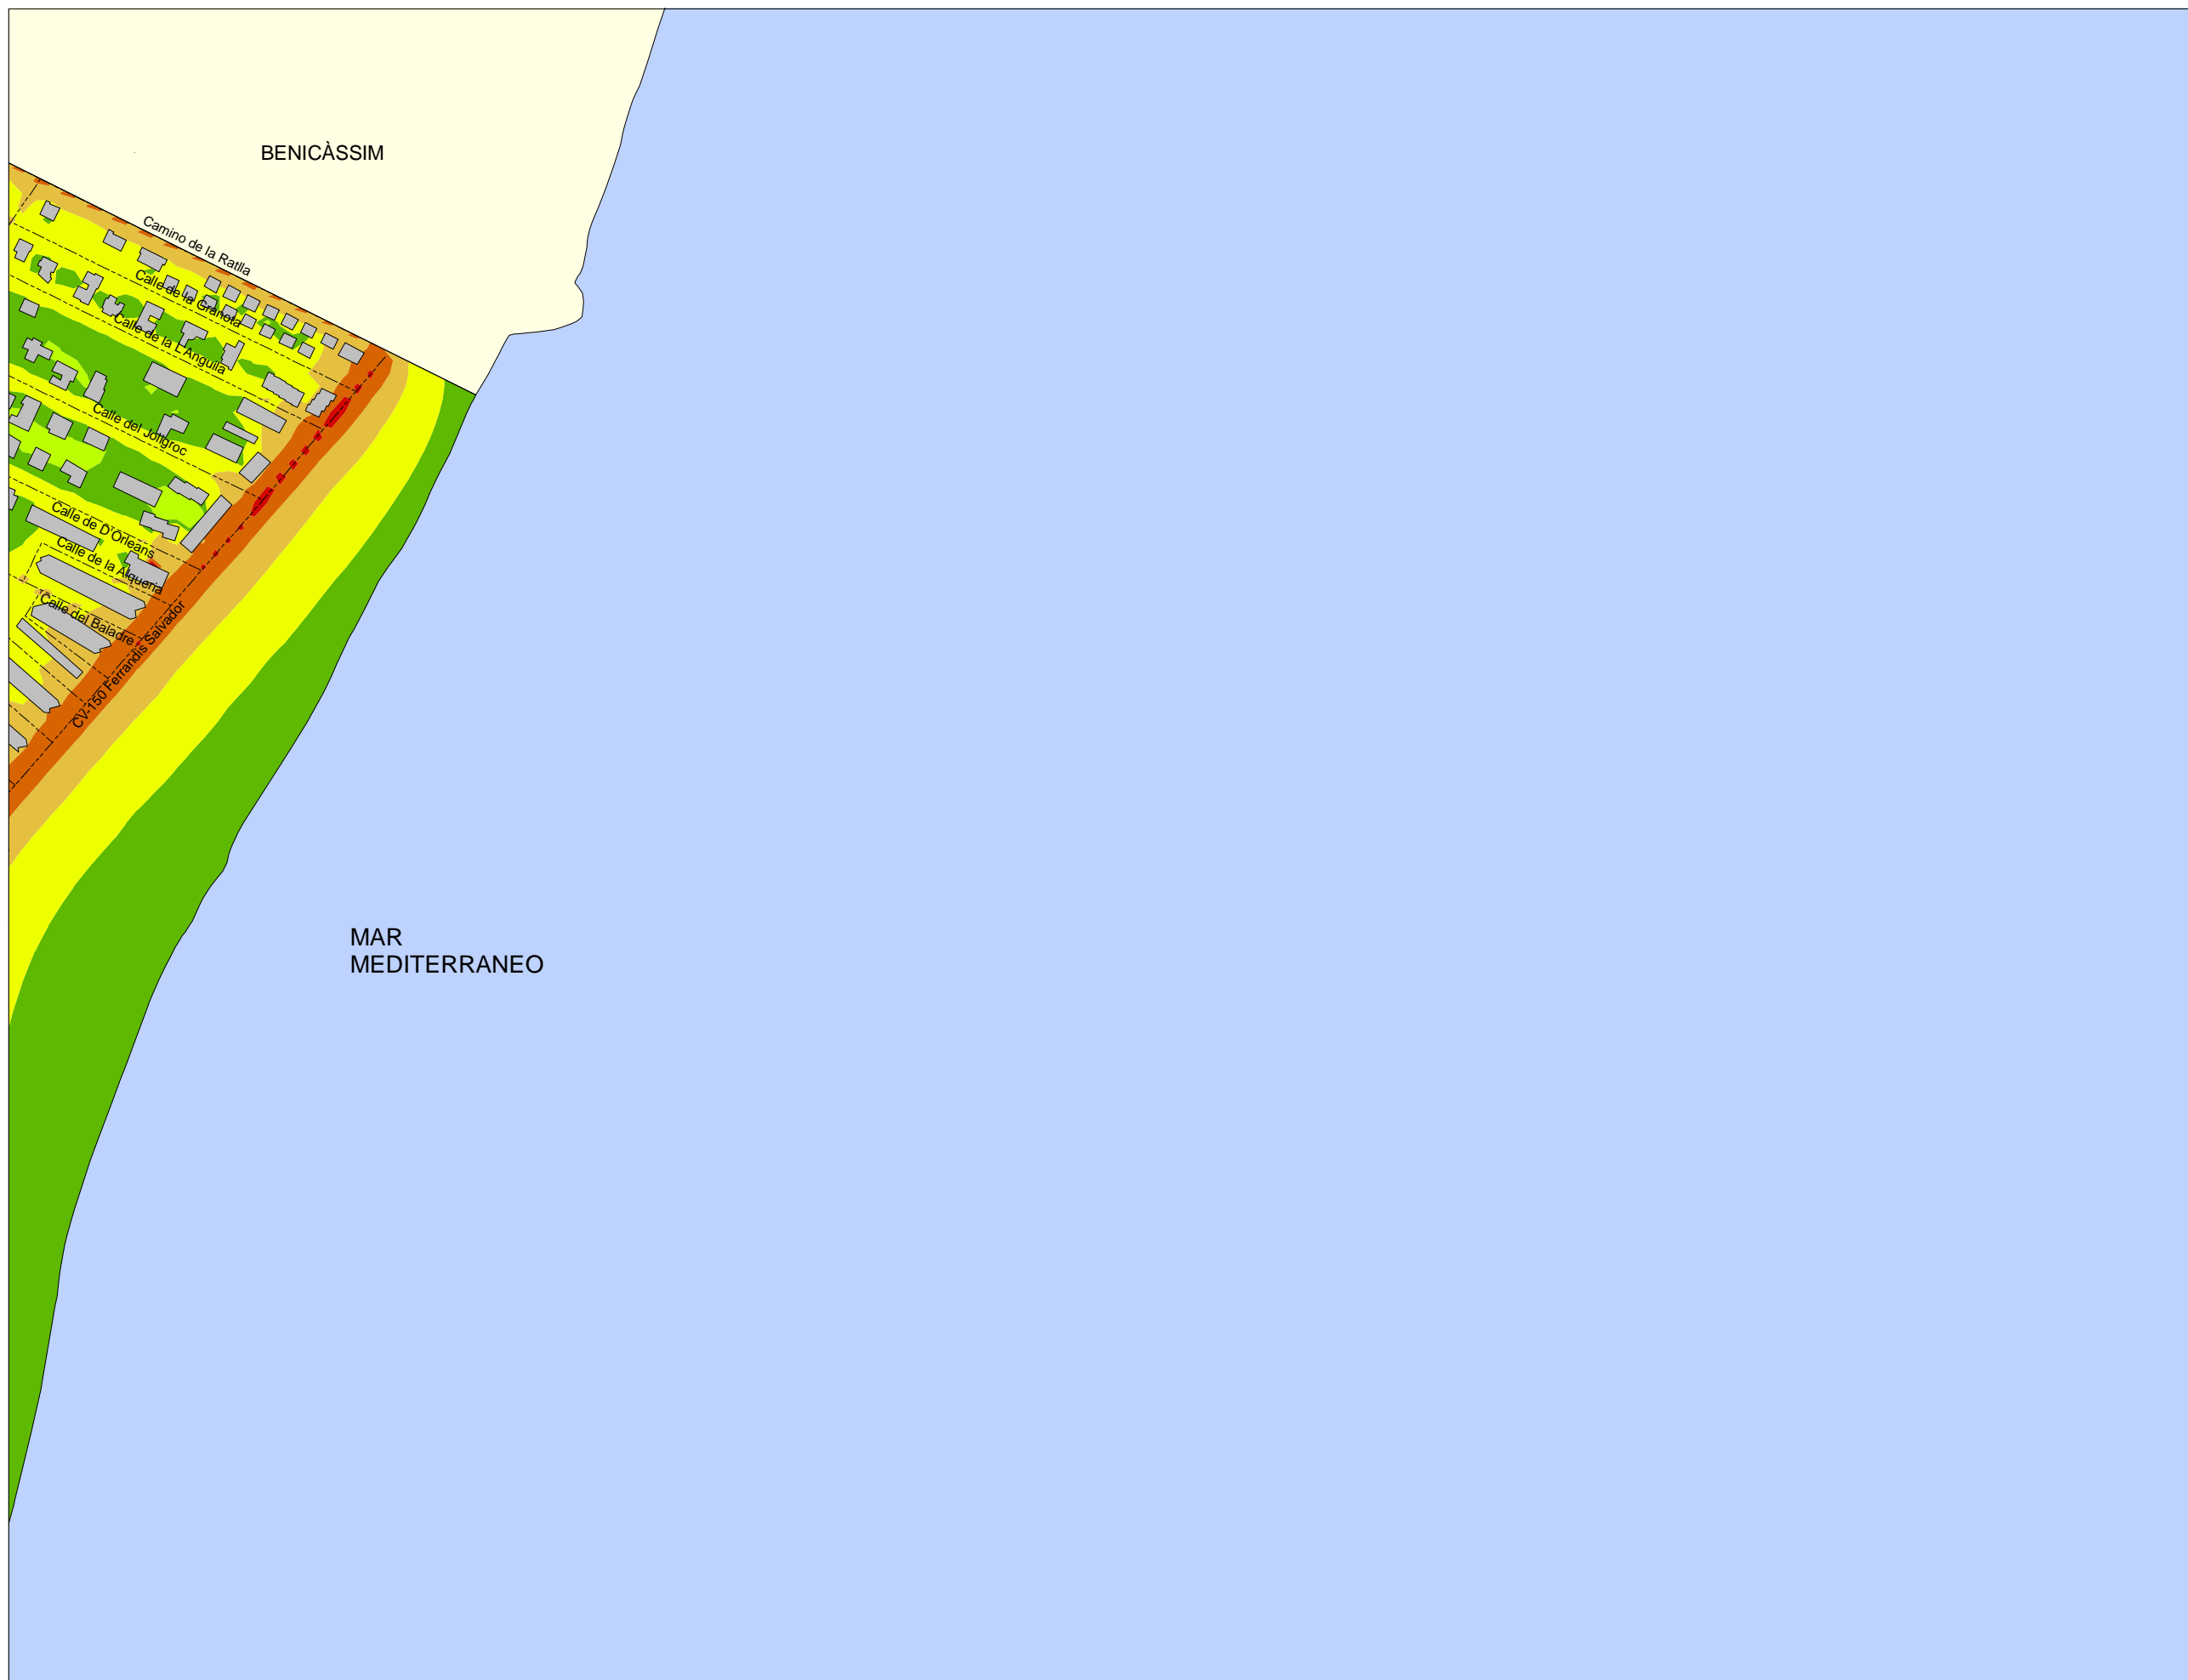 BENICÀSSIM
Camino de la Ratlla
Calle de la Granota
Calle de la L'Anguila
Calle del Jongroc
Calle de D'Orleans
Calle de la Alqueria
Calle del Baladre
CV-150 Ferrandis Salvador
MAR
MEDITERRANEO